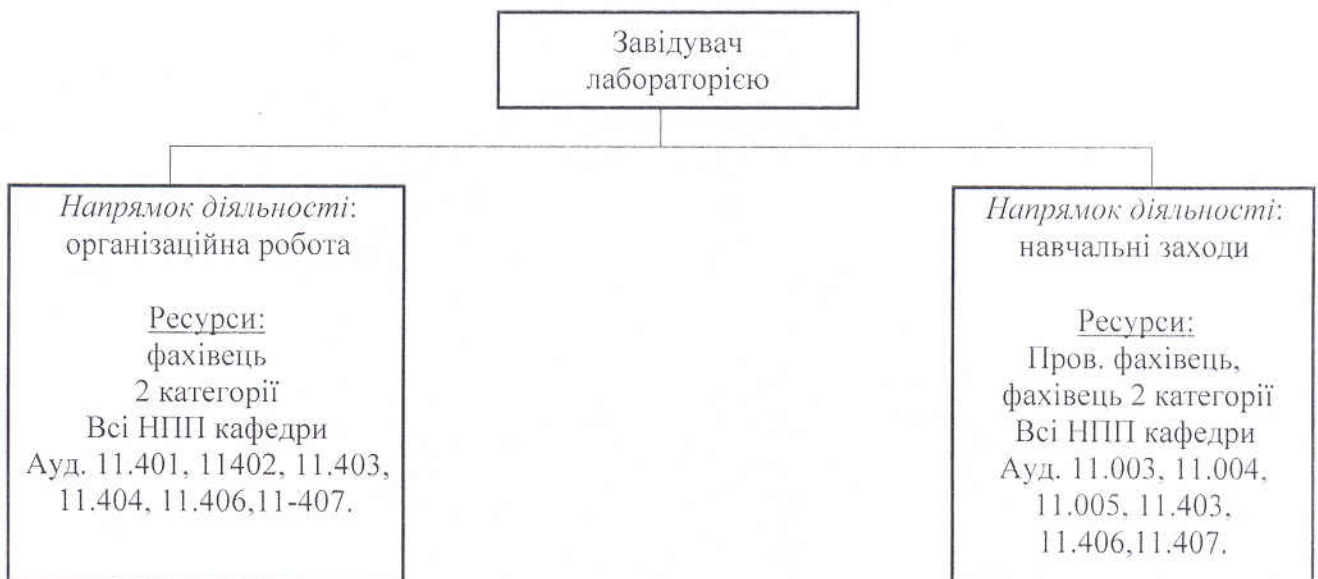 Завідувач
лабораторією
Напрямок діяльності:
організаційна робота
Ресурси:
фахівець
2 категорії
Всі НПП кафедри
Ауд. 11.401, 11402, 11.403,
11.404, 11.406,11-407.
Напрямок діяльності:
навчальні заходи
Ресурси:
Пров. фахівець,
фахівець 2 категорії
Всі НПП кафедри
Ауд. 11.003, 11.004,
11.005, 11.403,
11.406,11.407.